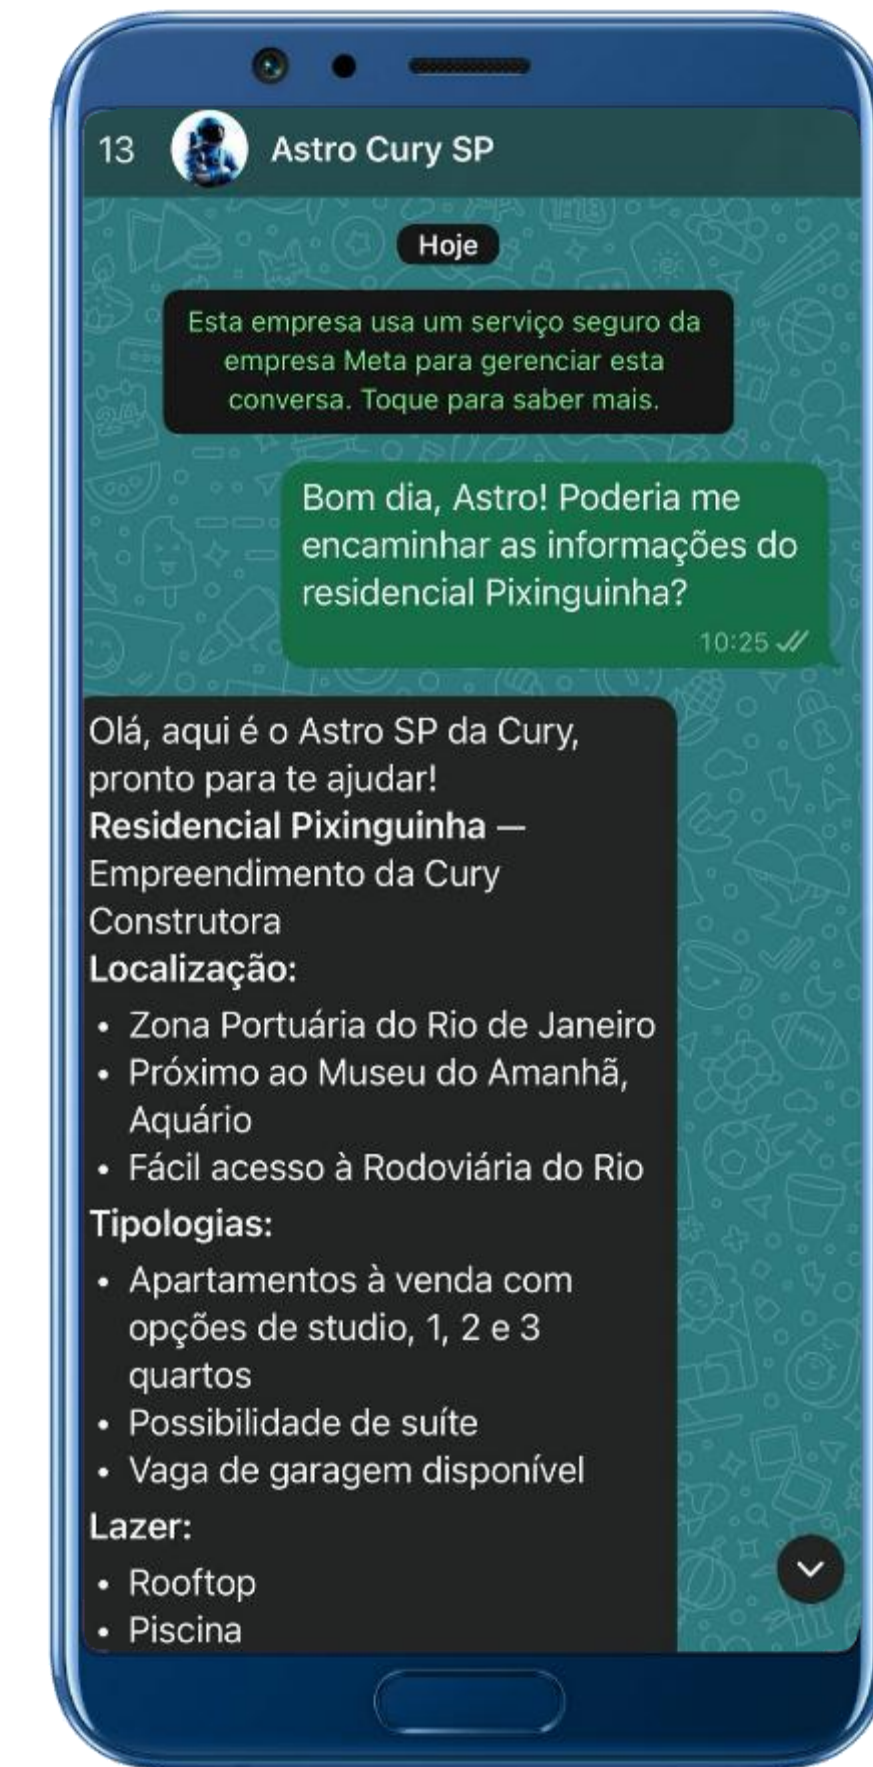 13 Astro Cury SP
Hoje
Esta empresa usa um serviço seguro da
empresa Meta para gerenciar esta
conversa. Toque para saber mais.
Bom dia, Astro! Poderia me
encaminhar as informações do
residencial Pixinguinha?
10:25
Olá, aqui é o Astro SP da Cury,
pronto para te ajudar!
Residencial Pixinguinha —
Empreendimento da Cury
Construtora
Localização:
• Zona Portuária do Rio de Janeiro
• Próximo ao Museu do Amanhã,
Aquário
• Fácil acesso à Rodoviária do Rio
Tipologias:
• Apartamentos à venda com
opções de studio, 1, 2 e 3
quartos
• Possibilidade de suíte
• Vaga de garagem disponível
Lazer:
• Rooftop
• Piscina